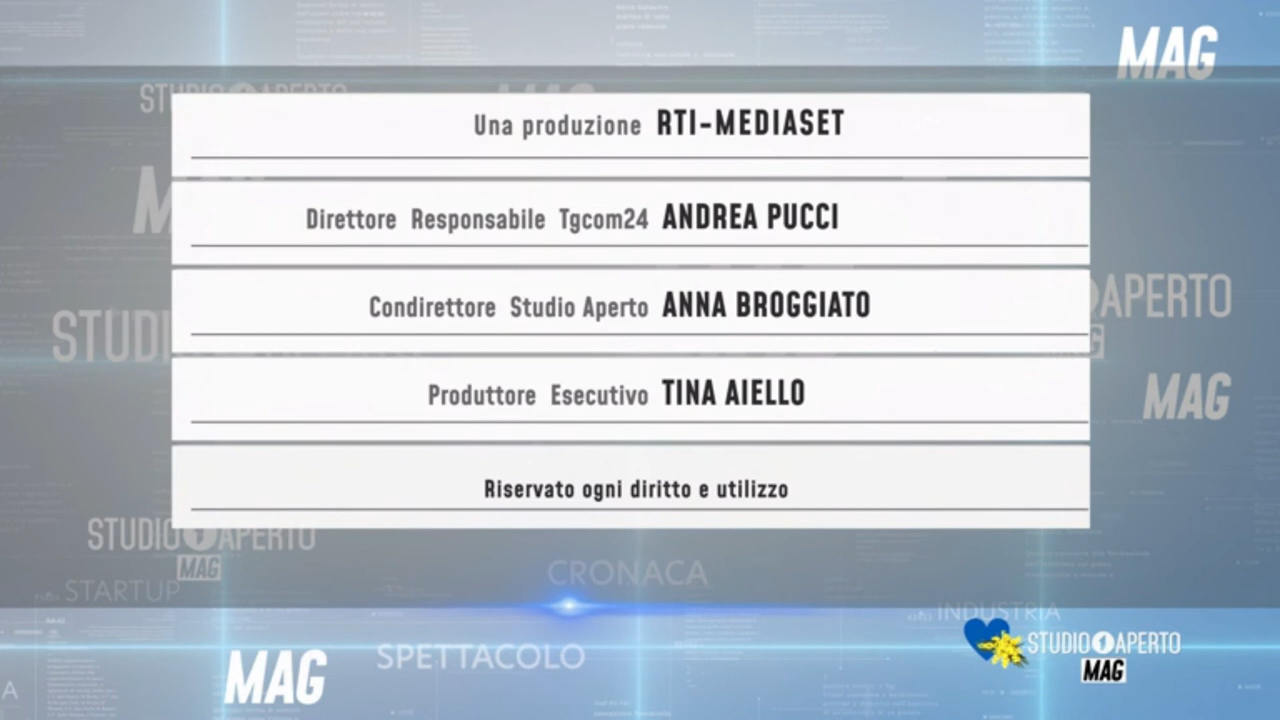 MAG
STUDIO APERTO
Una produzione RTI-MEDIASET
Direttore Responsabile Tgcom24 ANDREA PUCCI
APERTO
Condirettore Studio Aperto ANNA BROGGIATO
STUDI
Produttore Esecutivo TINA AIELLO
MAG
Riservato ogni diritto e utilizzo
STUDIO APERTO
MAG
CRONACA
STARTUP
INDUSTRIA
STUDIO APERTO
MAG
SPETTACOLO
MAG